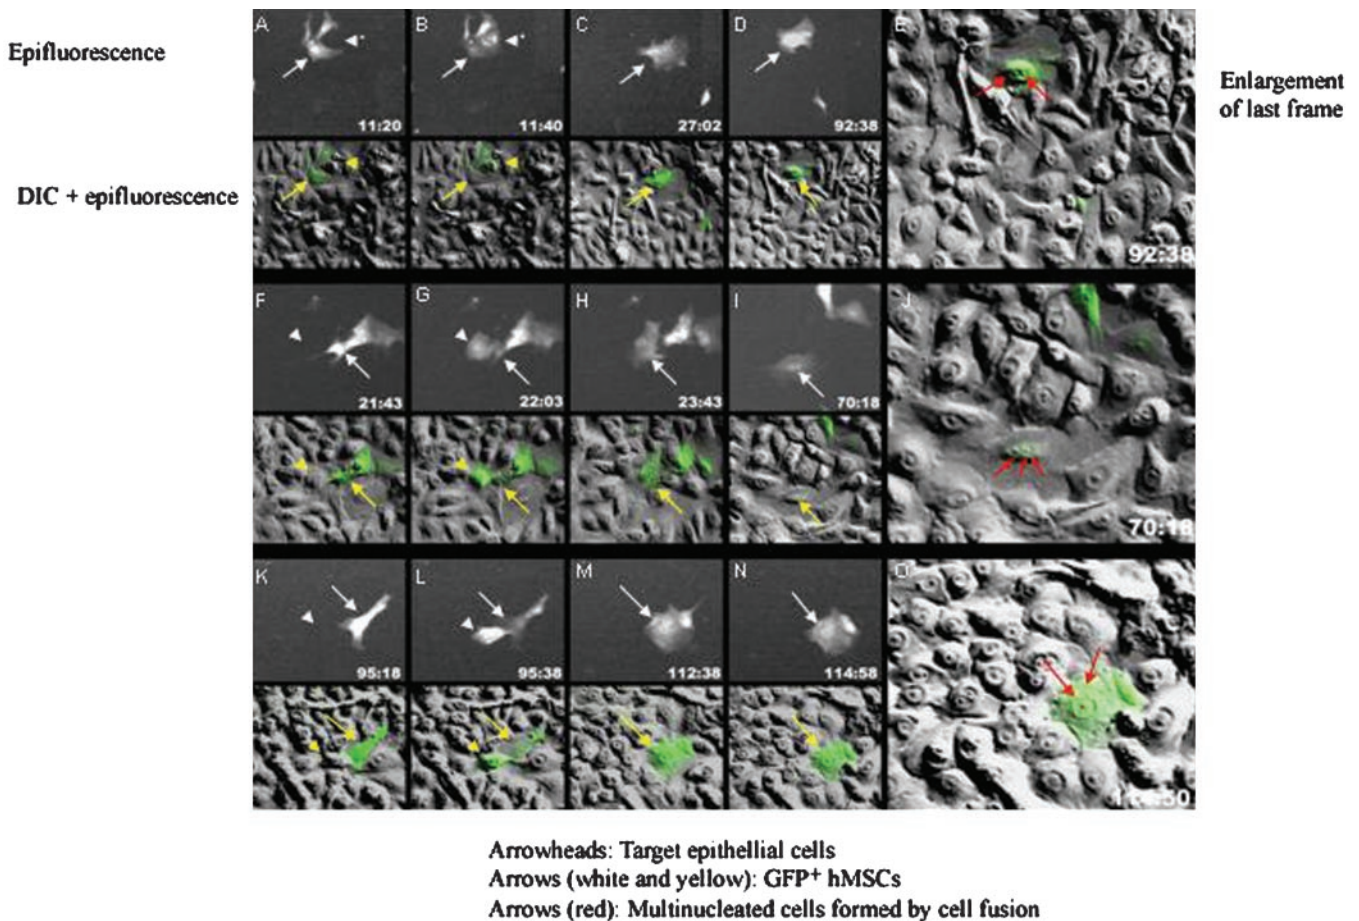 A B C D E
Epifluorescence
Enlargement
of last frame
11:20 11:40 27:02 92:38
DIC + epifluorescence
92:38
F G H I J
21:43 22:03 23:43 70:18
70:18
K L M N O
95:18 95:38 112:38 114:58
Arrowheads: Target epithellial cells
Arrows (white and yellow): GFP⁺ hMSCs
Arrows (red): Multinucleated cells formed by cell fusion